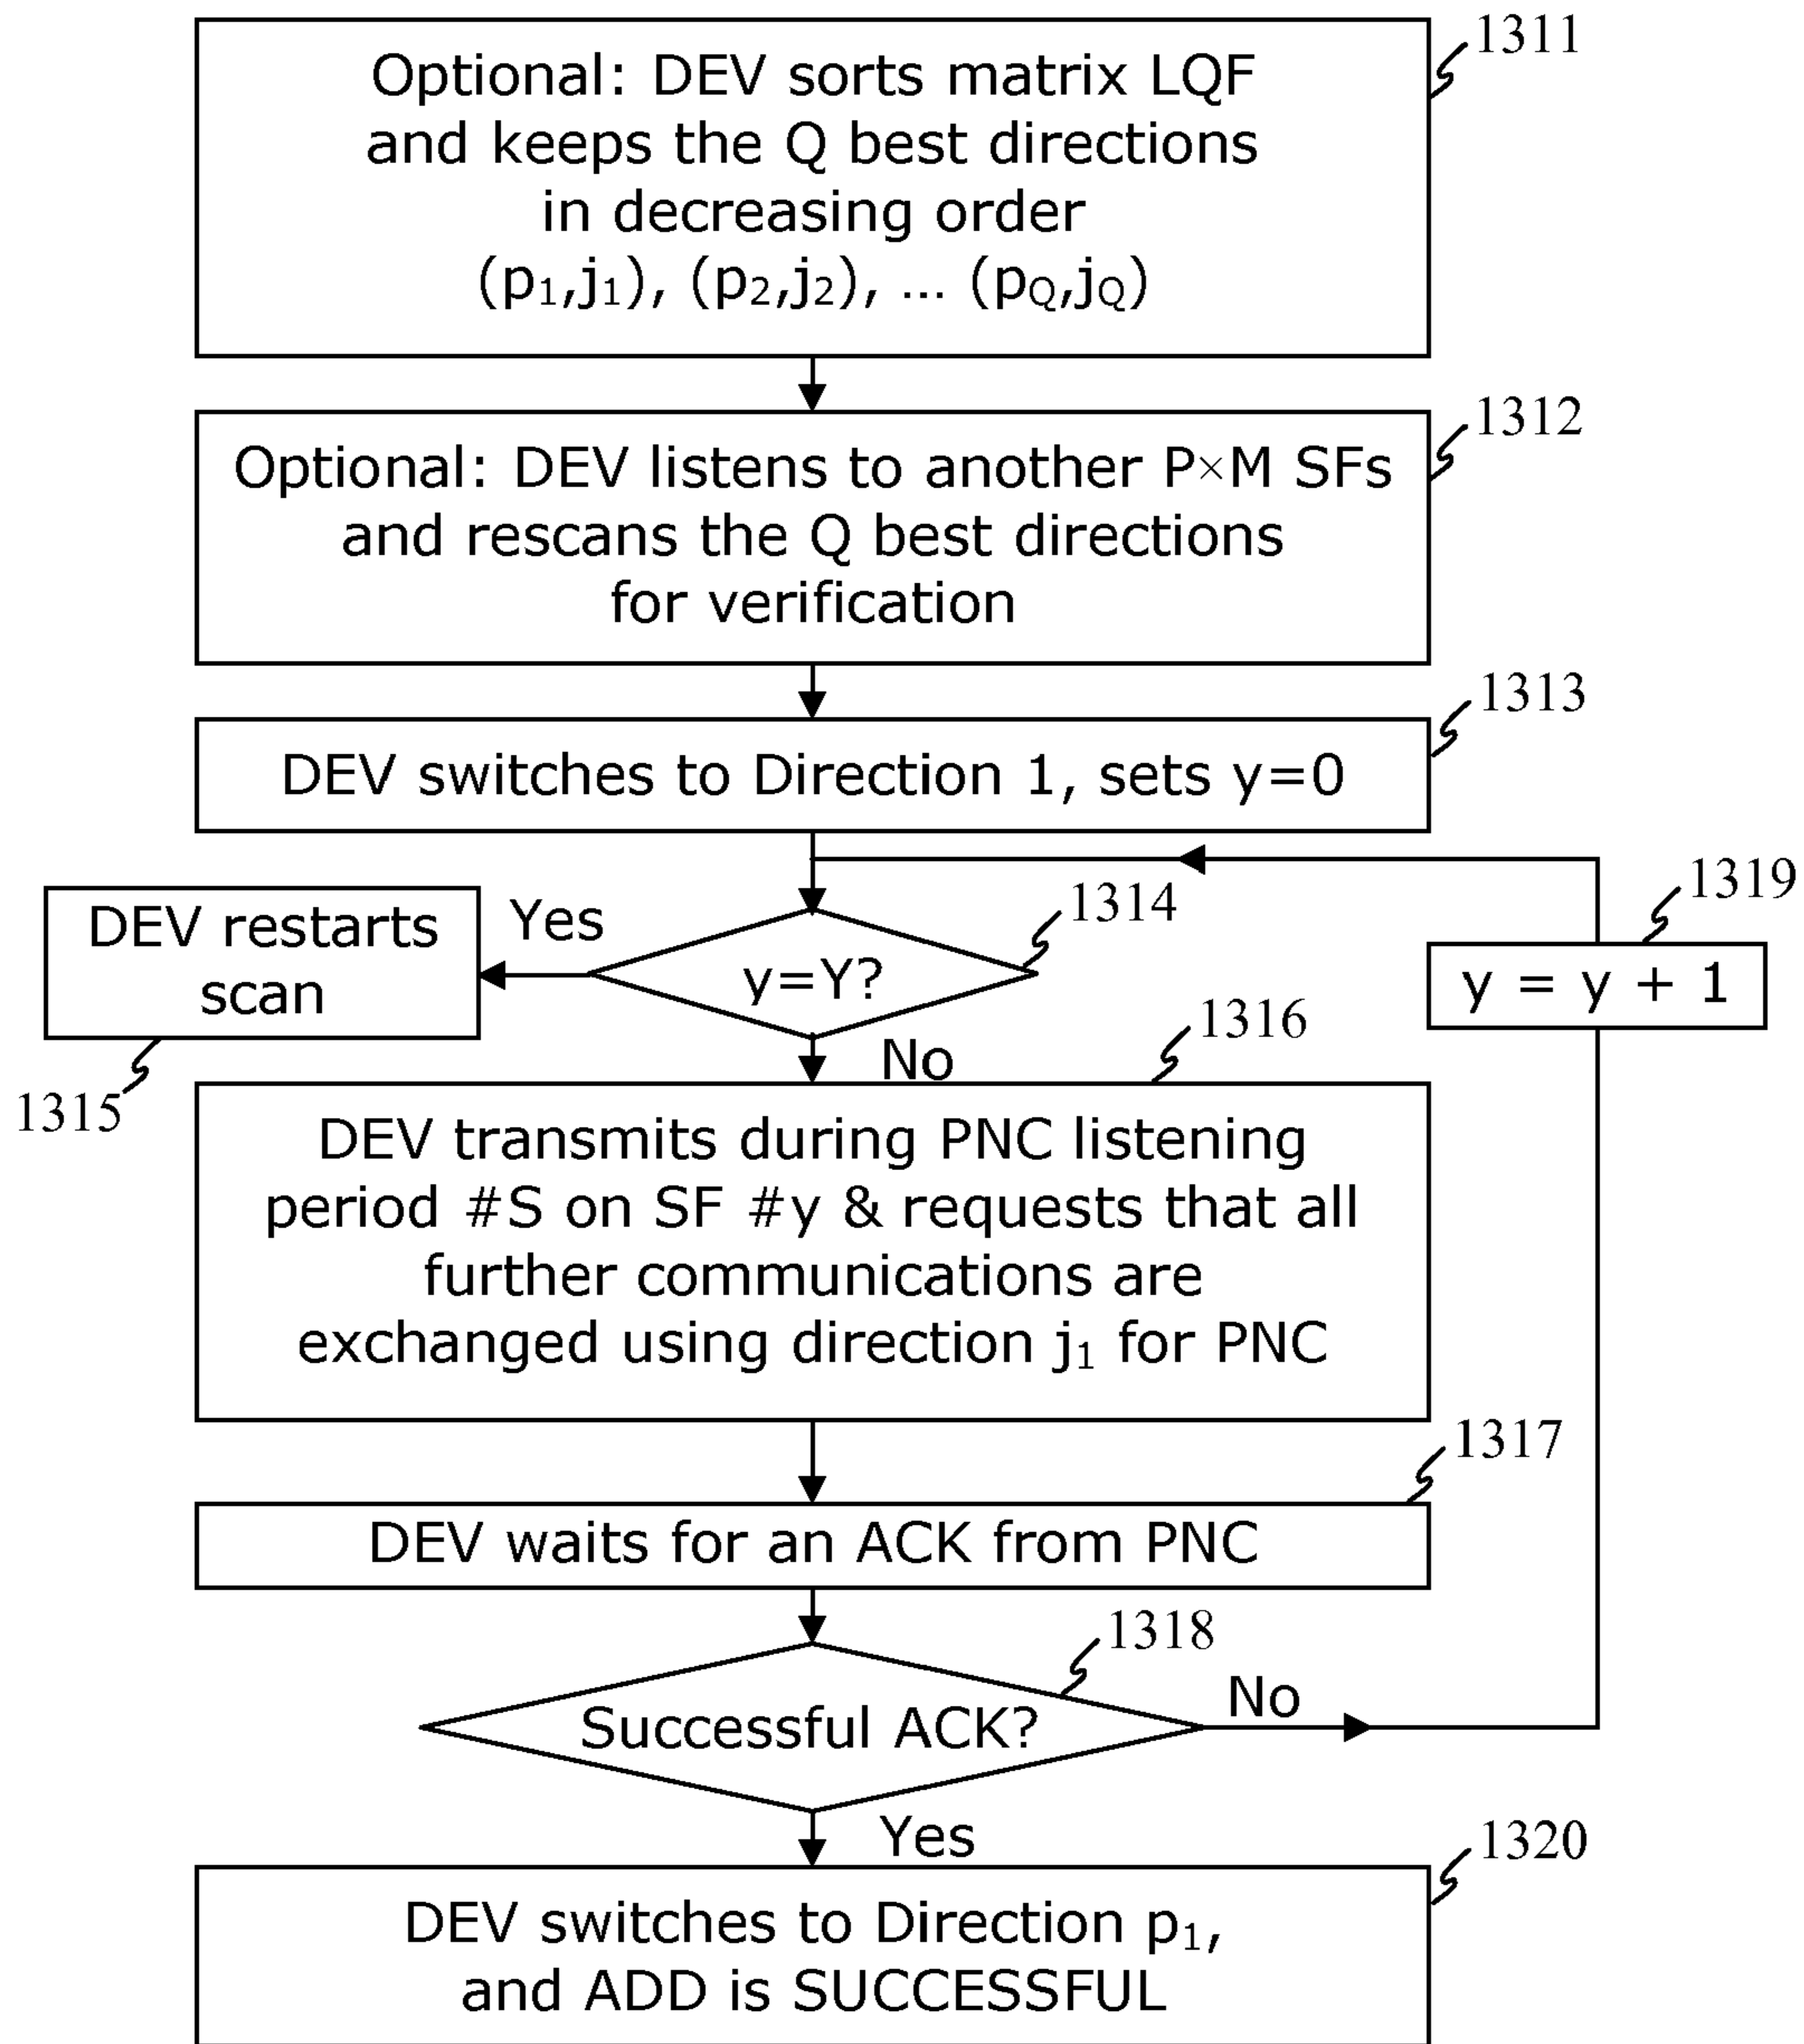 1311
Optional: DEV sorts matrix LQF
and keeps the Q best directions
in decreasing order
(p₁,j₁), (p₂,j₂), ... (p_Q,j_Q)
1312
Optional: DEV listens to another P×M SFs
and rescans the Q best directions
for verification
1313
DEV switches to Direction 1, sets y=0
1314
y=Y?
Yes
DEV restarts
scan
1315
1319
y = y + 1
No
1316
DEV transmits during PNC listening
period #S on SF #y & requests that all
further communications are
exchanged using direction j₁ for PNC
1317
DEV waits for an ACK from PNC
1318
Successful ACK?
No
Yes
1320
DEV switches to Direction p₁,
and ADD is SUCCESSFUL